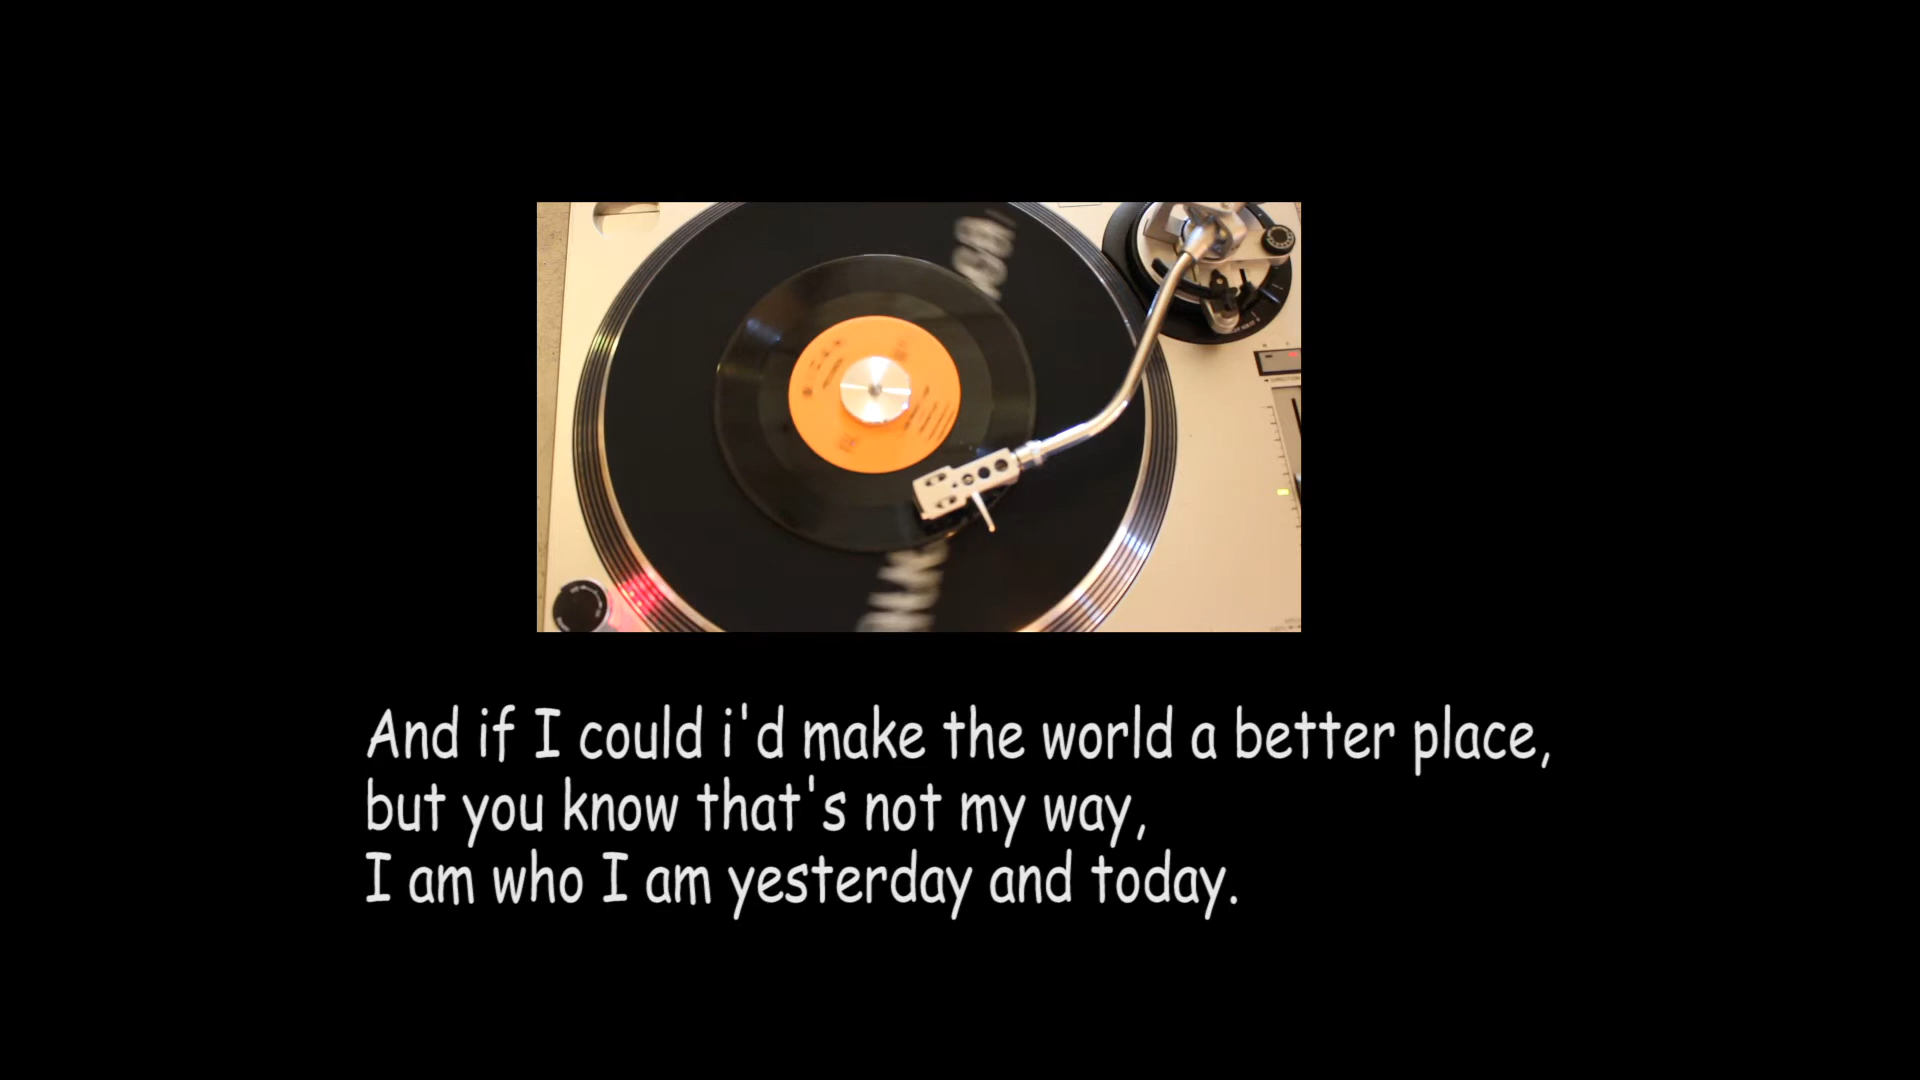 And if I could i'd make the world a better place,
but you know that's not my way,
I am who I am yesterday and today.